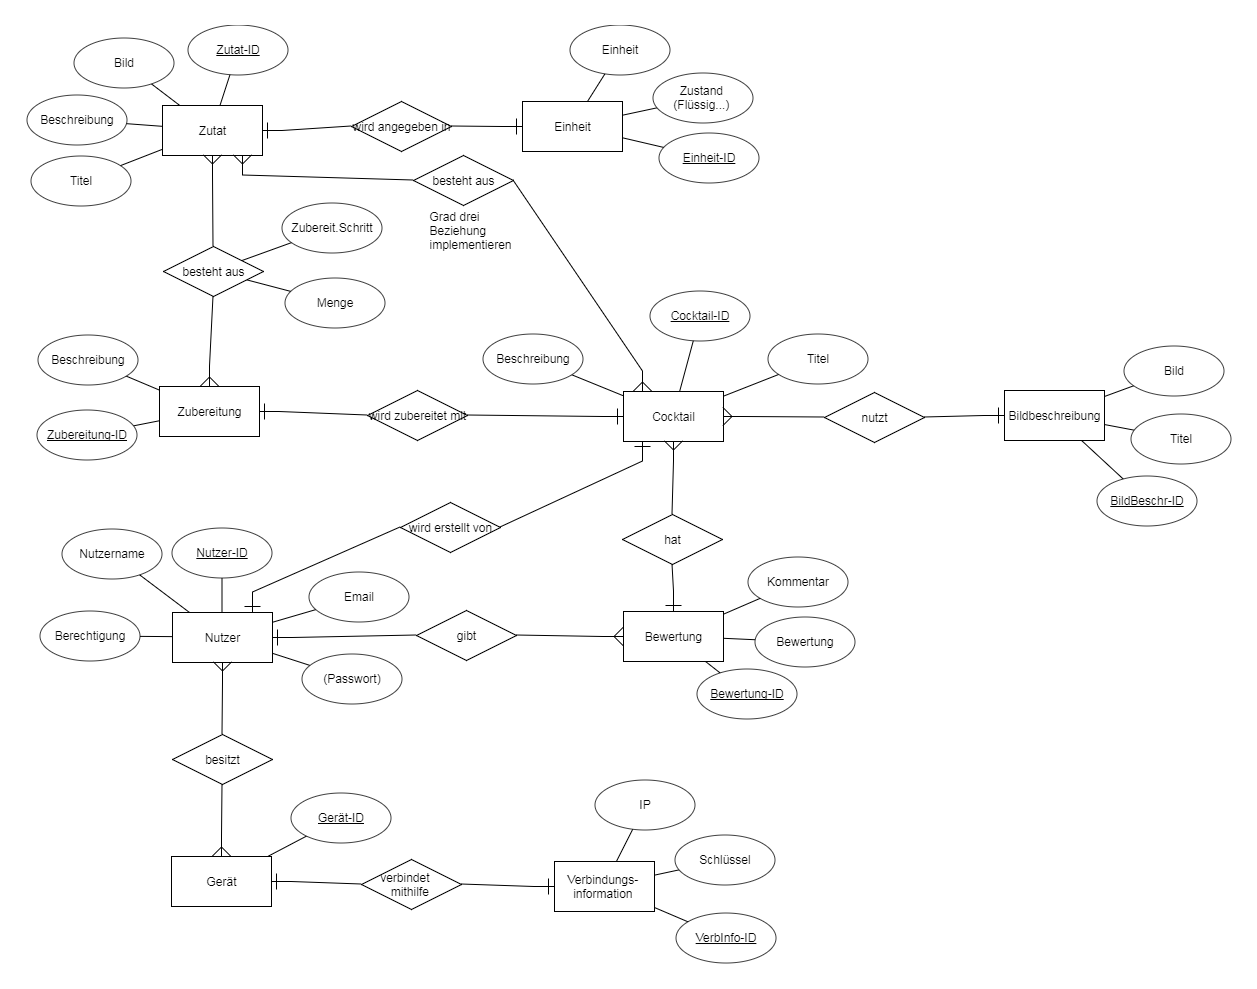 Zutat-ID
Einheit
Bild
Zustand
(Flüssig...)
Beschreibung
Zutat
wird angegeben in
Einheit
Einheit-ID
Titel
besteht aus
Grad drei
Beziehung
implementieren
Zubereit.Schritt
besteht aus
Menge
Cocktail-ID
Beschreibung
Beschreibung
Titel
Bild
Zubereitung
wird zubereitet mit
Cocktail
nutzt
Bildbeschreibung
Zubereitung-ID
Titel
BildBeschr-ID
wird erstellt von
hat
Nutzername
Nutzer-ID
Email
Kommentar
Berechtigung
Nutzer
gibt
Bewertung
Bewertung
(Passwort)
Bewertung-ID
besitzt
Gerät-ID
IP
Schlüssel
Gerät
verbindet
mithilfe
Verbindungs-
information
VerbInfo-ID